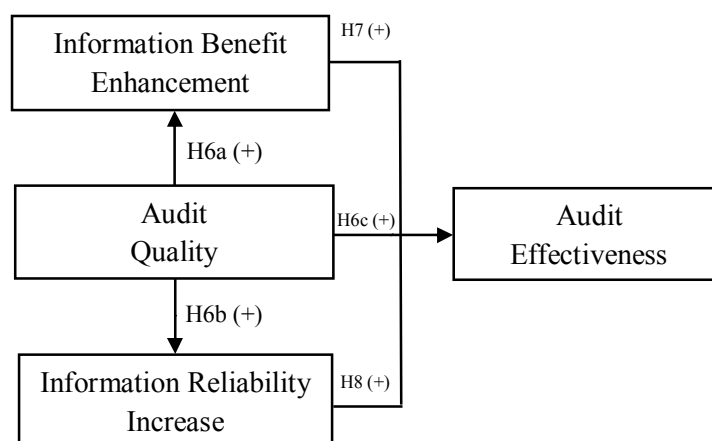 Information Benefit
Enhancement
H7 (+)
H6a (+)
Audit
Quality
H6c (+)
Audit
Effectiveness
H6b (+)
Information Reliability
Increase
H8 (+)